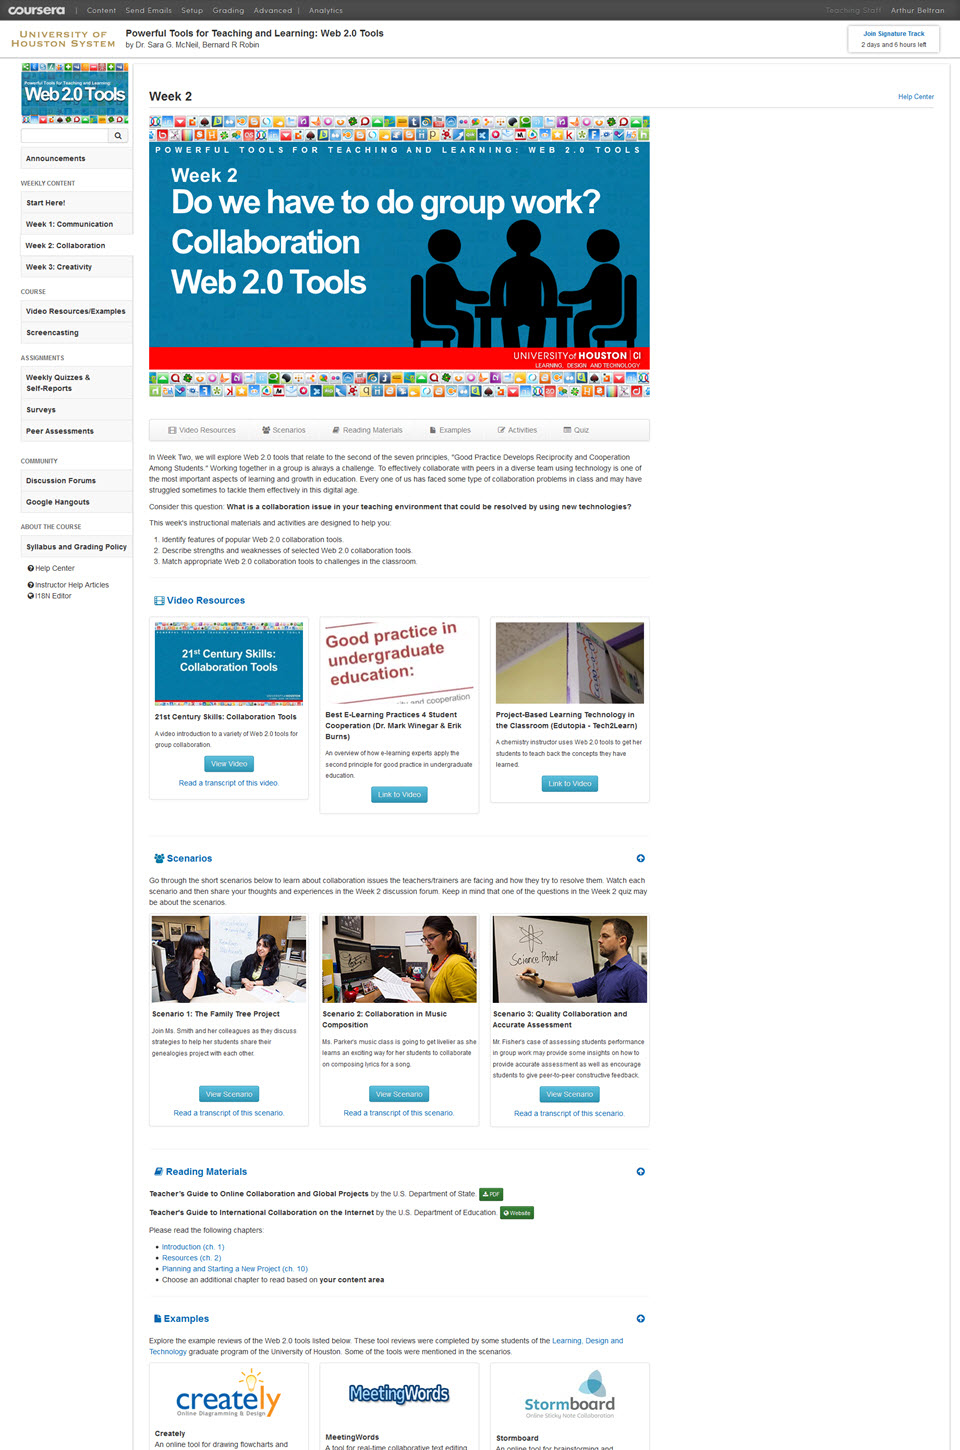 coursera | Content Send Emails Setup Grading Advanced | Analytics Teaching Staff Arthur Beltran
UNIVERSITY of HOUSTON SYSTEM
Powerful Tools for Teaching and Learning: Web 2.0 Tools
by Dr. Sara G. McNeil, Bernard R Robin
Join Signature Track
2 days and 6 hours left
Powerful Tools for Teaching and Learning:
Web 2.0 Tools
Announcements
WEEKLY CONTENT
Start Here!
Week 1: Communication
Week 2: Collaboration
Week 3: Creativity
COURSE
Video Resources/Examples
Screencasting
ASSIGNMENTS
Weekly Quizzes &
Self-Reports
Surveys
Peer Assessments
COMMUNITY
Discussion Forums
Google Hangouts
ABOUT THE COURSE
Syllabus and Grading Policy
Help Center
Instructor Help Articles
I18N Editor
Week 2
Help Center
POWERFUL TOOLS FOR TEACHING AND LEARNING: WEB 2.0 TOOLS
Week 2
Do we have to do group work?
Collaboration
Web 2.0 Tools
UNIVERSITY of HOUSTON | CI
LEARNING, DESIGN AND TECHNOLOGY
Video Resources Scenarios Reading Materials Examples Activities Quiz
In Week Two, we will explore Web 2.0 tools that relate to the second of the seven principles, "Good Practice Develops Reciprocity and Cooperation
Among Students." Working together in a group is always a challenge. To effectively collaborate with peers in a diverse team using technology is one of
the most important aspects of learning and growth in education. Every one of us has faced some type of collaboration problems in class and may have
struggled sometimes to tackle them effectively in this digital age.
Consider this question: What is a collaboration issue in your teaching environment that could be resolved by using new technologies?
This week's instructional materials and activities are designed to help you:
1. Identify features of popular Web 2.0 collaboration tools.
2. Describe strengths and weaknesses of selected Web 2.0 collaboration tools.
3. Match appropriate Web 2.0 collaboration tools to challenges in the classroom.
Video Resources
POWERFUL TOOLS FOR TEACHING AND LEARNING: WEB 2.0 TOOLS
21st Century Skills:
Collaboration Tools
21st Century Skills: Collaboration Tools
A video introduction to a variety of Web 2.0 tools for
group collaboration.
View Video
Read a transcript of this video.
Good practice in
undergraduate
education:
ity and cooperation
Best E-Learning Practices 4 Student
Cooperation (Dr. Mark Winegar & Erik
Burns)
An overview of how e-learning experts apply the
second principle for good practice in undergraduate
education.
Link to Video
Project-Based Learning Technology in
the Classroom (Edutopia - Tech2Learn)
A chemistry instructor uses Web 2.0 tools to get her
students to teach back the concepts they have
learned.
Link to Video
Scenarios
Go through the short scenarios below to learn about collaboration issues the teachers/trainers are facing and how they try to resolve them. Watch each
scenario and then share your thoughts and experiences in the Week 2 discussion forum. Keep in mind that one of the questions in the Week 2 quiz may
be about the scenarios.
Scenario 1: The Family Tree Project
Join Ms. Smith and her colleagues as they discuss
strategies to help her students share their
genealogies project with each other.
View Scenario
Read a transcript of this scenario.
Scenario 2: Collaboration in Music
Composition
Ms. Parker's music class is going to get livelier as she
learns an exciting way for her students to collaborate
on composing lyrics for a song.
View Scenario
Read a transcript of this scenario.
Science Project
Scenario 3: Quality Collaboration and
Accurate Assessment
Mr. Fisher's case of assessing students performance
in group work may provide some insights on how to
provide accurate assessment as well as encourage
students to give peer-to-peer constructive feedback.
View Scenario
Read a transcript of this scenario.
Reading Materials
Teacher's Guide to Online Collaboration and Global Projects by the U.S. Department of State. PDF
Teacher's Guide to International Collaboration on the Internet by the U.S. Department of Education. Website
Please read the following chapters:
• Introduction (ch. 1)
• Resources (ch. 2)
• Planning and Starting a New Project (ch. 10)
• Choose an additional chapter to read based on your content area
Examples
Explore the example reviews of the Web 2.0 tools listed below. These tool reviews were completed by some students of the Learning, Design and
Technology graduate program of the University of Houston. Some of the tools were mentioned in the scenarios.
creately
Online Diagramming & Design
Creately
An online tool for drawing flowcharts and
MeetingWords
MeetingWords
A tool for real-time collaborative text editing
Stormboard
Online Sticky Note Collaboration
Stormboard
An online tool for brainstorming and